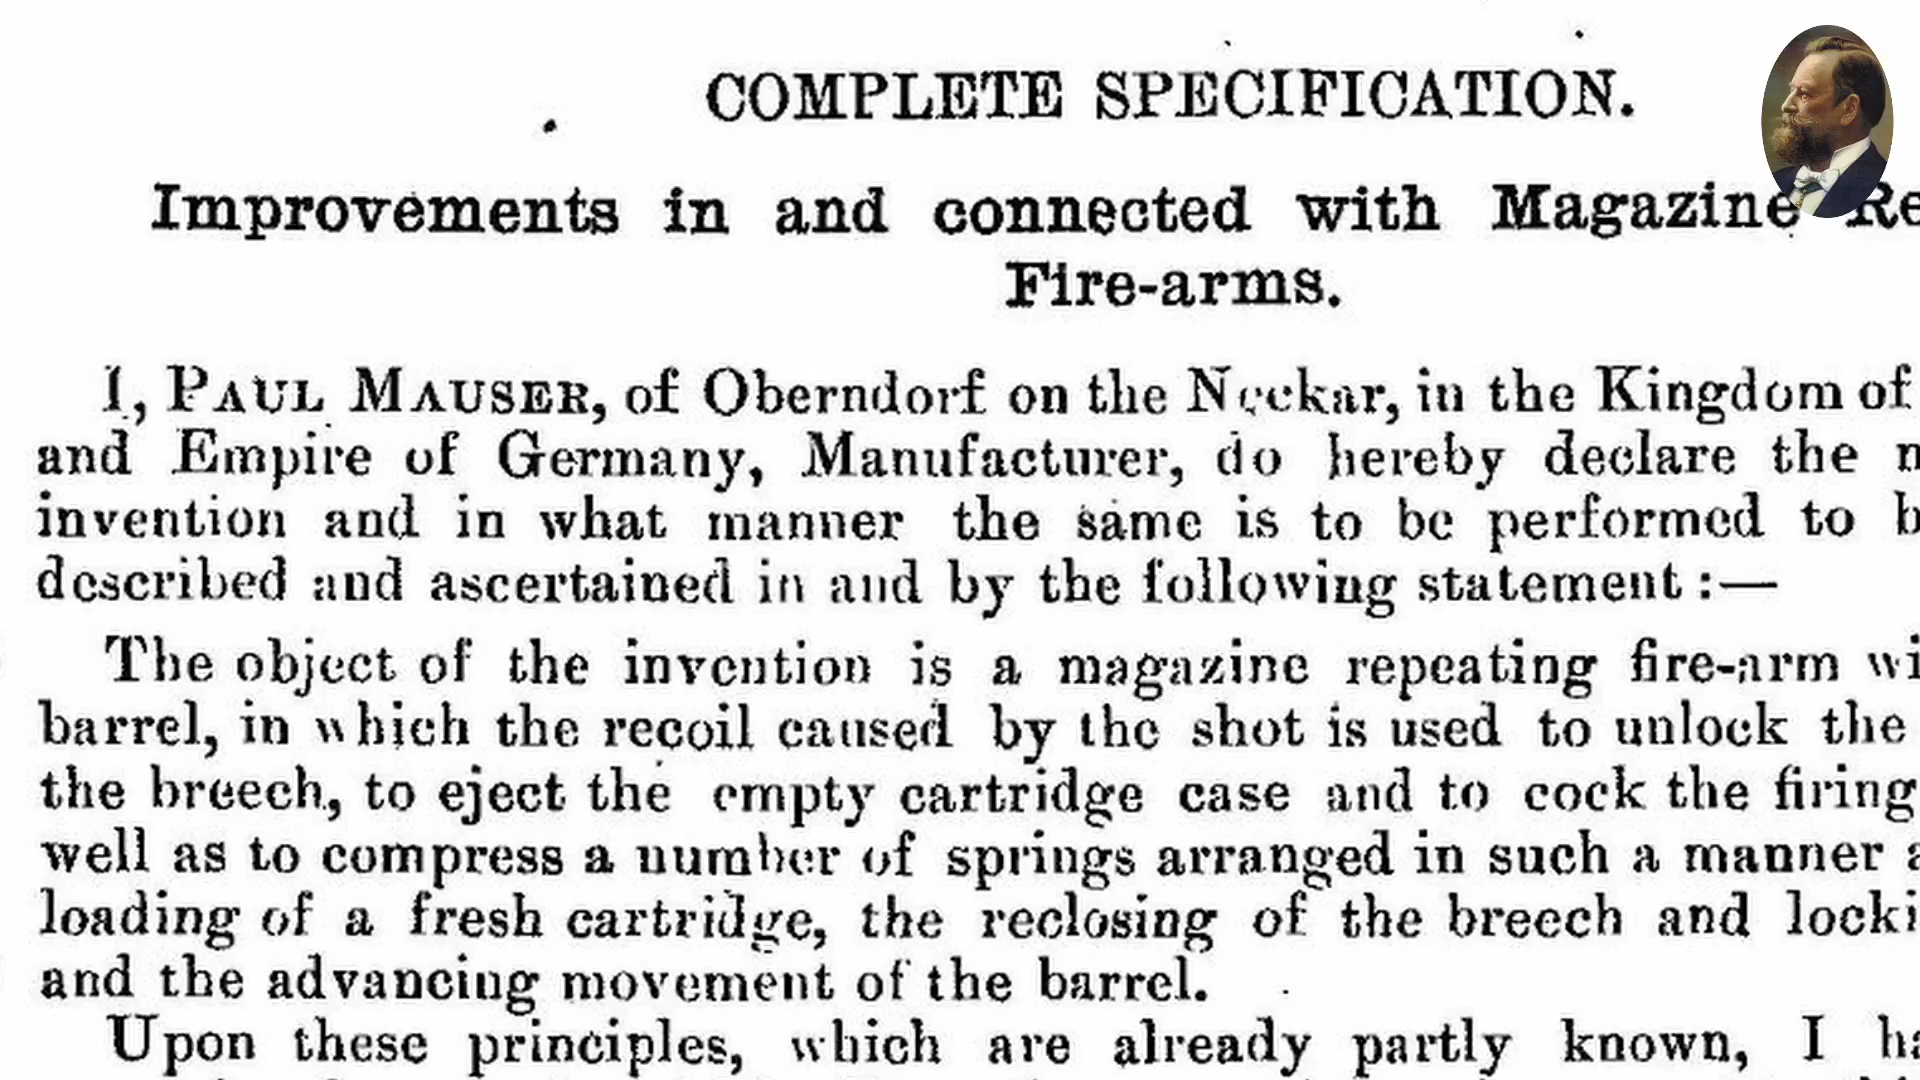 COMPLETE SPECIFICATION.
Improvements in and connected with Magazine Re
Fire-arms.
I, PAUL MAUSER, of Oberndorf on the Neckar, in the Kingdom of
and Empire of Germany, Manufacturer, do hereby declare the n
invention and in what manner the same is to be performed to b
described and ascertained in and by the following statement :—
The object of the invention is a magazine repeating fire-arm wi
barrel, in which the recoil caused by the shot is used to unlock the
the breech, to eject the empty cartridge case and to cock the firing
well as to compress a number of springs arranged in such a manner a
loading of a fresh cartridge, the reclosing of the breech and locki
and the advancing movement of the barrel.
Upon these principles, which are already partly known, I ha